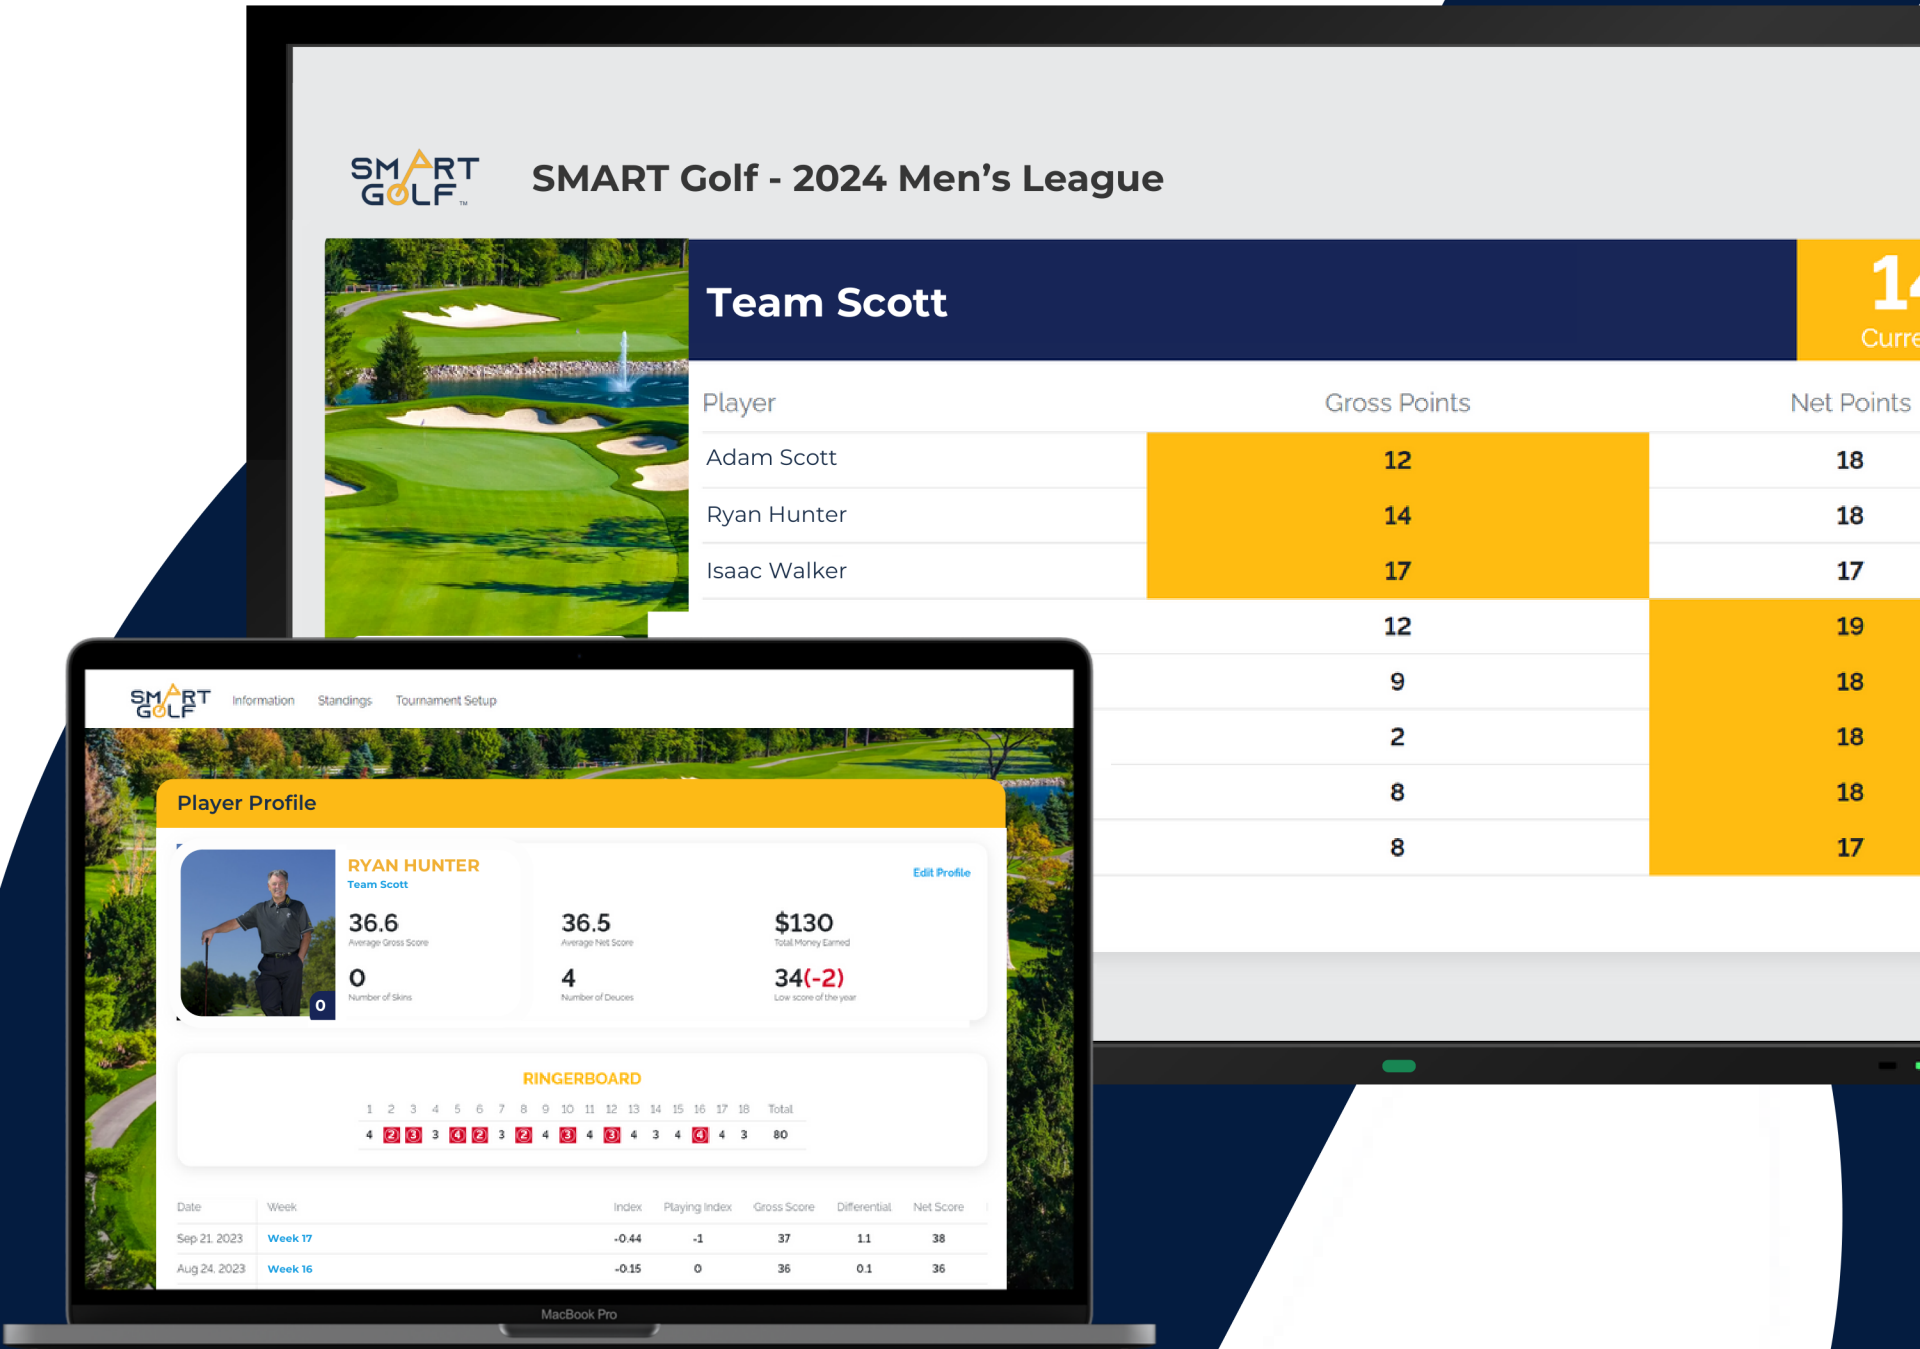 SMART
GOLF™
SMART Golf - 2024 Men's League
Team Scott
14
Player Gross Points Net Points
Adam Scott 12 18
Ryan Hunter 14 18
Isaac Walker 17 17
12 19
9 18
2 18
8 18
8 17
SMART
GOLF
Information Standings Tournament Setup
Player Profile
RYAN HUNTER
Team Scott
Edit Profile
36.6 36.5 $130
Average Gross Score Average Net Score Total Money Earned
0 4 34(-2)
Number of Skins Number of Deuces Low score of the year
0
RINGERBOARD
1 2 3 4 5 6 7 8 9 10 11 12 13 14 15 16 17 18 Total
4 2 3 3 4 2 3 2 4 3 4 3 4 3 4 4 4 3 80
Date Week Index Playing Index Gross Score Differential Net Score
Sep 21, 2023 Week 17 -0.44 -1 37 1.1 38
Aug 24, 2023 Week 16 -0.15 0 36 0.1 36
MacBook Pro